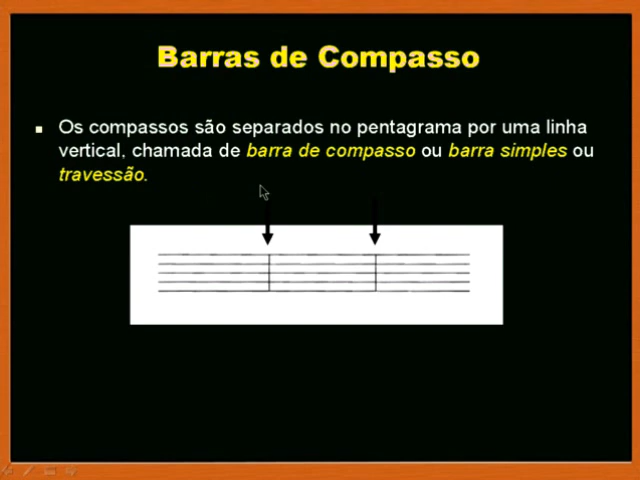 Barras de Compasso
Os compassos são separados no pentagrama por uma linha
vertical, chamada de barra de compasso ou barra simples ou
travessão.